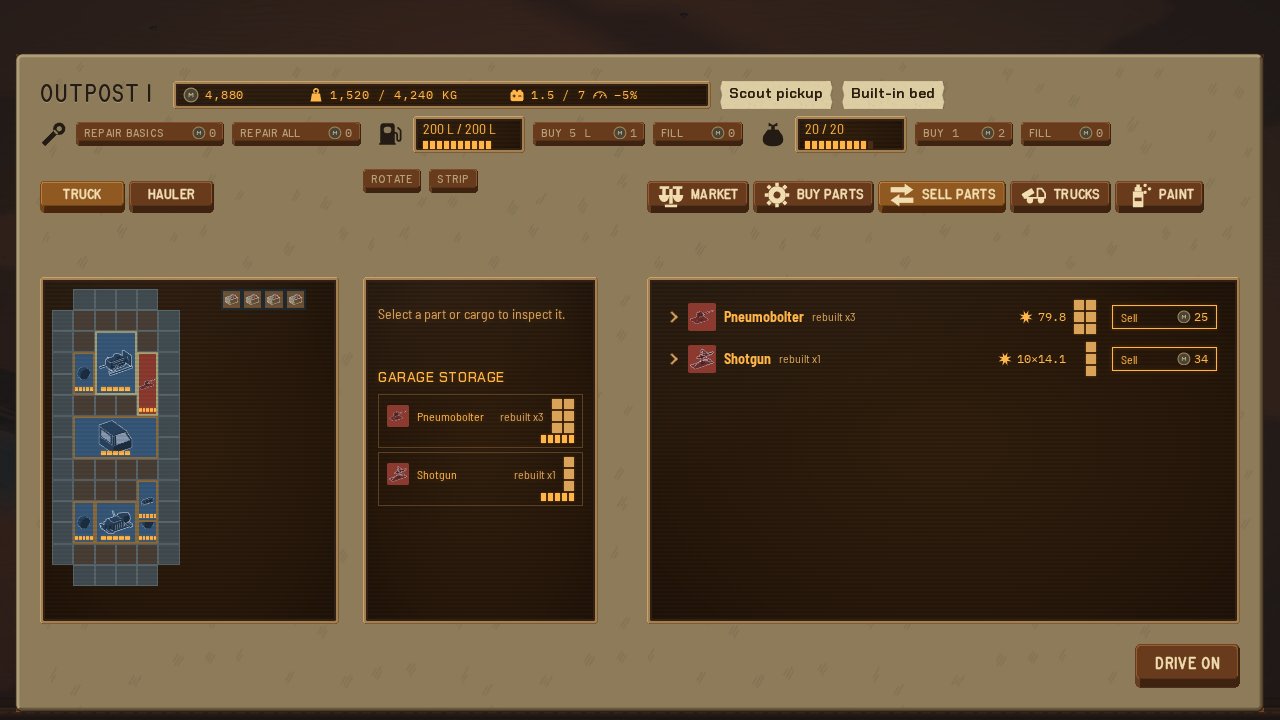 OUTPOST 1
4,880
1,520 / 4,240 KG
1.5 / 7
−5%
Scout pickup
Built-in bed
REPAIR BASICS
0
REPAIR ALL
0
200 L / 200 L
BUY 5 L
1
FILL
0
20 / 20
BUY 1
2
FILL
0
TRUCK
HAULER
ROTATE
STRIP
MARKET
BUY PARTS
SELL PARTS
TRUCKS
PAINT
Select a part or cargo to inspect it.
GARAGE STORAGE
Pneumobolter rebuilt x3
Shotgun rebuilt x1
Pneumobolter rebuilt x3 79.8 Sell 25
Shotgun rebuilt x1 10×14.1 Sell 34
DRIVE ON